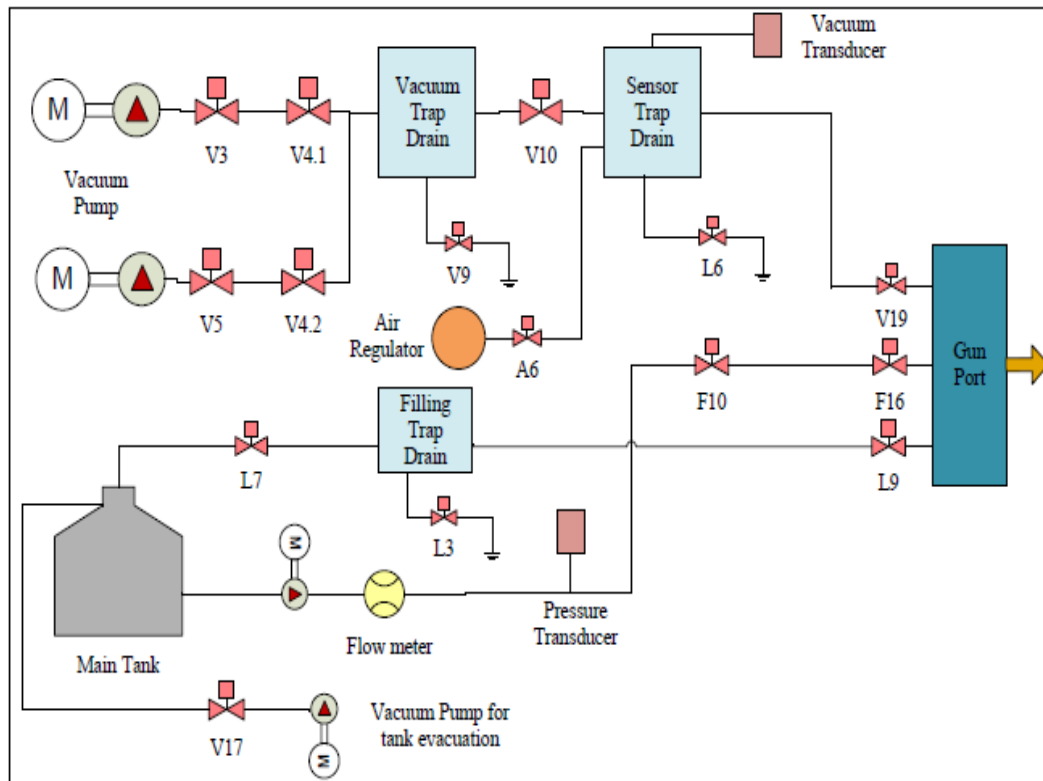 Vacuum
Transducer
M
V3
V4.1
Vacuum
Trap
Drain
V10
Sensor
Trap
Drain
Vacuum
Pump
M
V5
V4.2
V9
L6
Air
Regulator
A6
V19
Gun
Port
F10
F16
L7
Filling
Trap
Drain
L9
L3
M
Main Tank
Flow meter
Pressure
Transducer
V17
M
Vacuum Pump for
tank evacuation